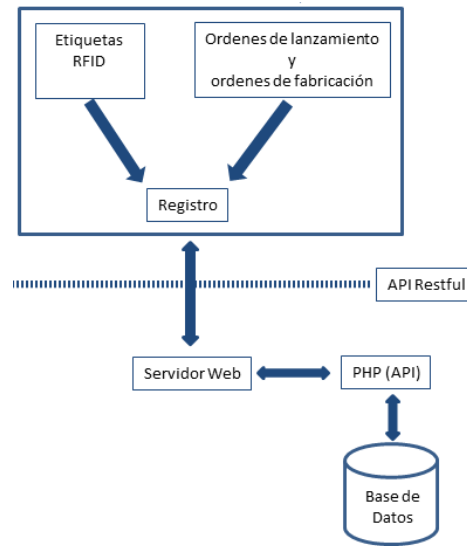 Etiquetas
RFID
Ordenes de lanzamiento
y
ordenes de fabricación
Registro
API Restful
Servidor Web
PHP (API)
Base de
Datos